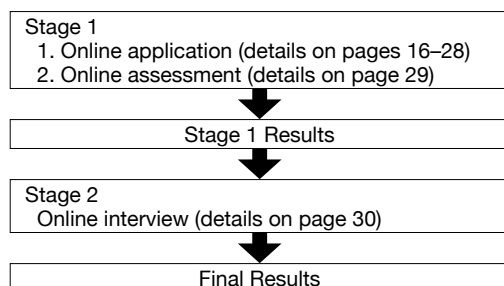 Stage 1
1. Online application (details on pages 16–28)
2. Online assessment (details on page 29)
Stage 1 Results
Stage 2
Online interview (details on page 30)
Final Results